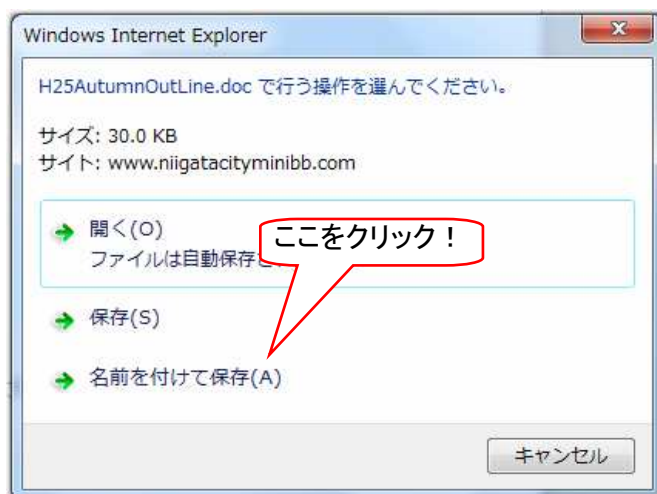 Windows Internet Explorer
H25AutumnOutLine.doc で行う操作を選んでください。
サイズ: 30.0 KB
サイト: www.niigatacityminibb.com
開く(O)
ここをクリック！
ファイルは自動保存
保存(S)
名前を付けて保存(A)
キャンセル